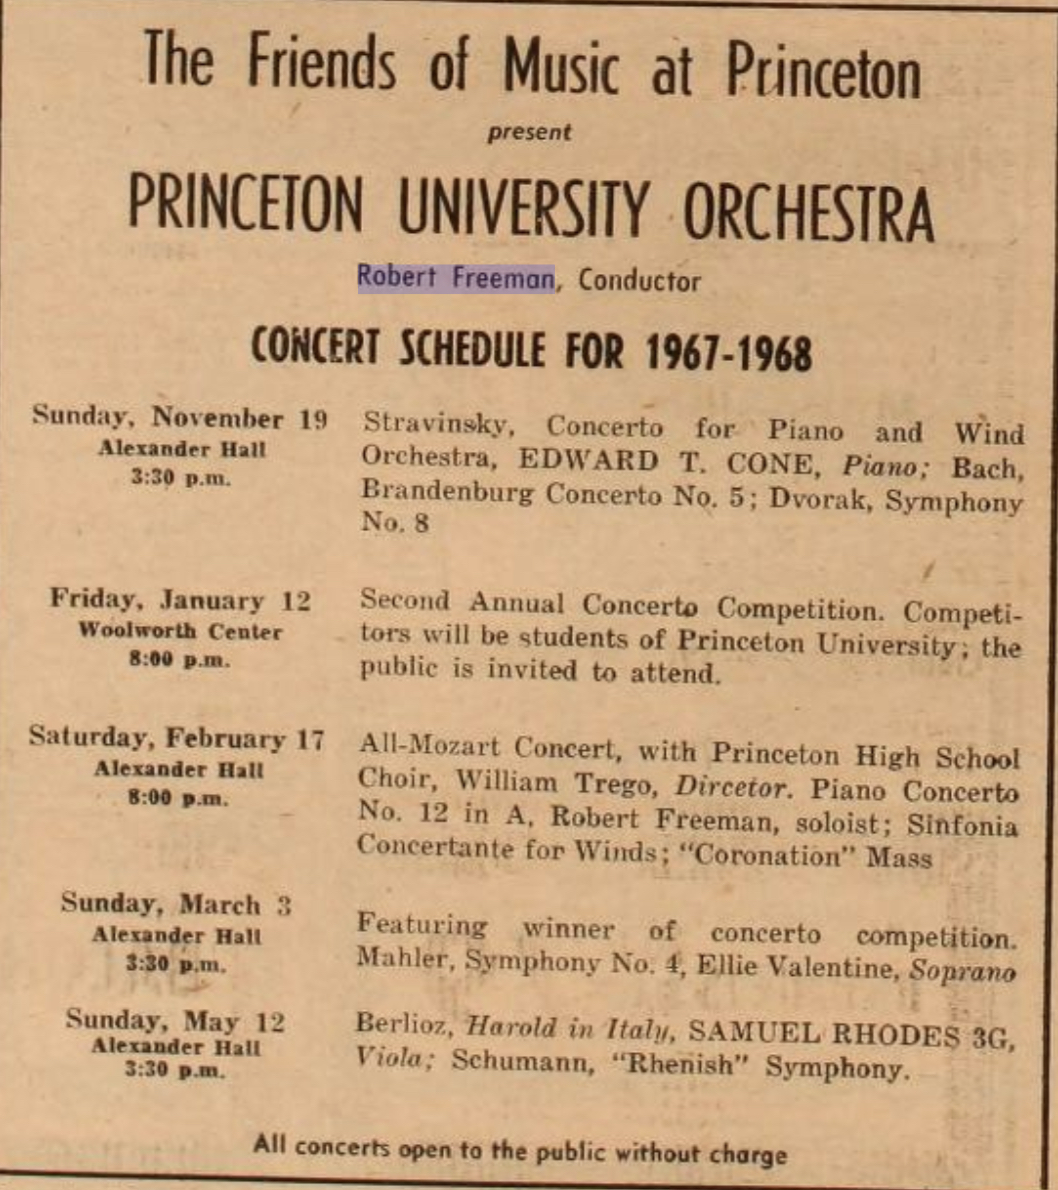 The Friends of Music at Princeton
present
PRINCETON UNIVERSITY ORCHESTRA
Robert Freeman, Conductor
CONCERT SCHEDULE FOR 1967-1968
Sunday, November 19
Alexander Hall
3:30 p.m.
Stravinsky, Concerto for Piano and Wind
Orchestra, EDWARD T. CONE, Piano; Bach,
Brandenburg Concerto No. 5; Dvorak, Symphony
No. 8
Friday, January 12
Woolworth Center
8:00 p.m.
Second Annual Concerto Competition. Competi-
tors will be students of Princeton University; the
public is invited to attend.
Saturday, February 17
Alexander Hall
8:00 p.m.
All-Mozart Concert, with Princeton High School
Choir, William Trego, Dircetor. Piano Concerto
No. 12 in A, Robert Freeman, soloist; Sinfonia
Concertante for Winds; "Coronation" Mass
Sunday, March 3
Alexander Hall
3:30 p.m.
Featuring winner of concerto competition.
Mahler, Symphony No. 4, Ellie Valentine, Soprano
Sunday, May 12
Alexander Hall
3:30 p.m.
Berlioz, Harold in Italy, SAMUEL RHODES 3G,
Viola; Schumann, "Rhenish" Symphony.
All concerts open to the public without charge